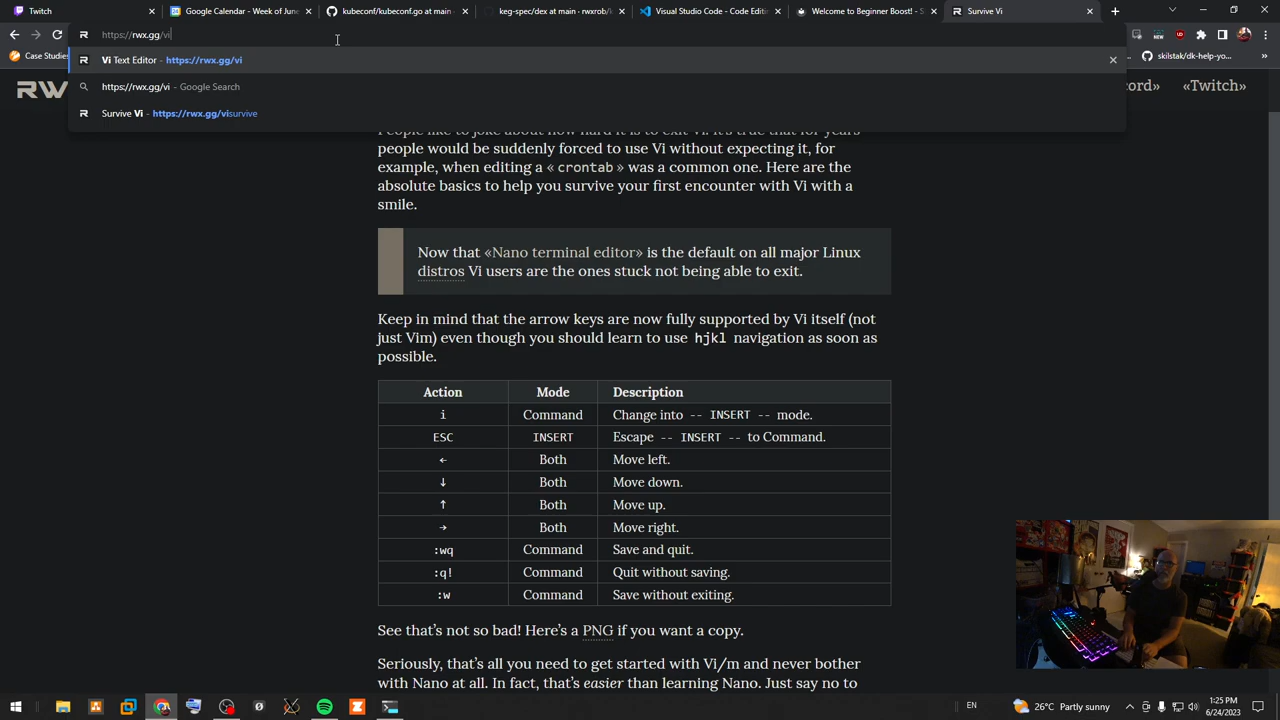 Twitch
Google Calendar - Week of June
kubeconf/kubeconf.go at main ·
keg-spec/dex at main · rwxrob/k
Visual Studio Code - Code Editin
Welcome to Beginner Boost! - S
Survive Vi
https://rwx.gg/vi
Case Studies
skilstak/dk-help-yo...
Vi Text Editor - https://rwx.gg/vi
https://rwx.gg/vi - Google Search
Survive Vi - https://rwx.gg/visurvive
RW
ord» «Twitch»
People like to joke about how hard it is to exit Vi. It's true that for years
people would be suddenly forced to use Vi without expecting it, for
example, when editing a «crontab» was a common one. Here are the
absolute basics to help you survive your first encounter with Vi with a
smile.
Now that «Nano terminal editor» is the default on all major Linux
distros Vi users are the ones stuck not being able to exit.
Keep in mind that the arrow keys are now fully supported by Vi itself (not
just Vim) even though you should learn to use hjkl navigation as soon as
possible.
Action Mode Description
i Command Change into -- INSERT -- mode.
ESC INSERT Escape -- INSERT -- to Command.
← Both Move left.
↓ Both Move down.
↑ Both Move up.
→ Both Move right.
:wq Command Save and quit.
:q! Command Quit without saving.
:w Command Save without exiting.
See that's not so bad! Here's a PNG if you want a copy.
Seriously, that's all you need to get started with Vi/m and never bother
with Nano at all. In fact, that's easier than learning Nano. Just say no to
EN
26°C Partly sunny
1:25 PM
6/24/2023